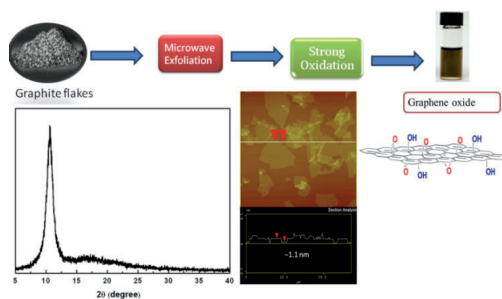 Graphite flakes
Microwave
Exfoliation
Strong
Oxidation
Graphene oxide
O
OH
O
O
OH
O
OH
O
OH
Section Analysis
~1.1 nm
5 10 15 20 25 30 35 40
2θ (degree)